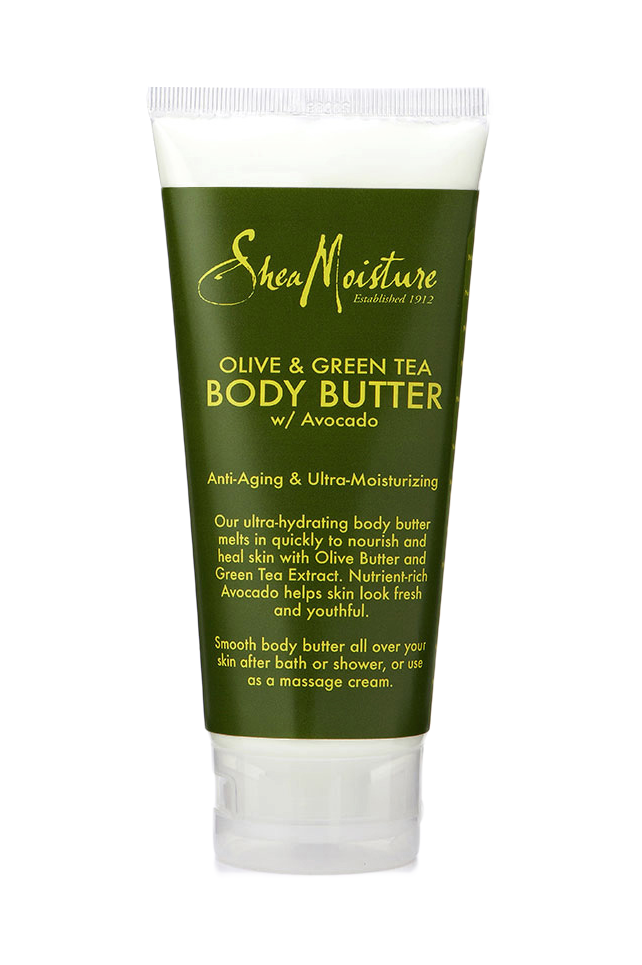 SheaMoisture
Established 1912
OLIVE & GREEN TEA
BODY BUTTER
w/ Avocado
Anti-Aging & Ultra-Moisturizing
Our ultra-hydrating body butter
melts in quickly to nourish and
heal skin with Olive Butter and
Green Tea Extract. Nutrient-rich
Avocado helps skin look fresh
and youthful.
Smooth body butter all over your
skin after bath or shower, or use
as a massage cream.